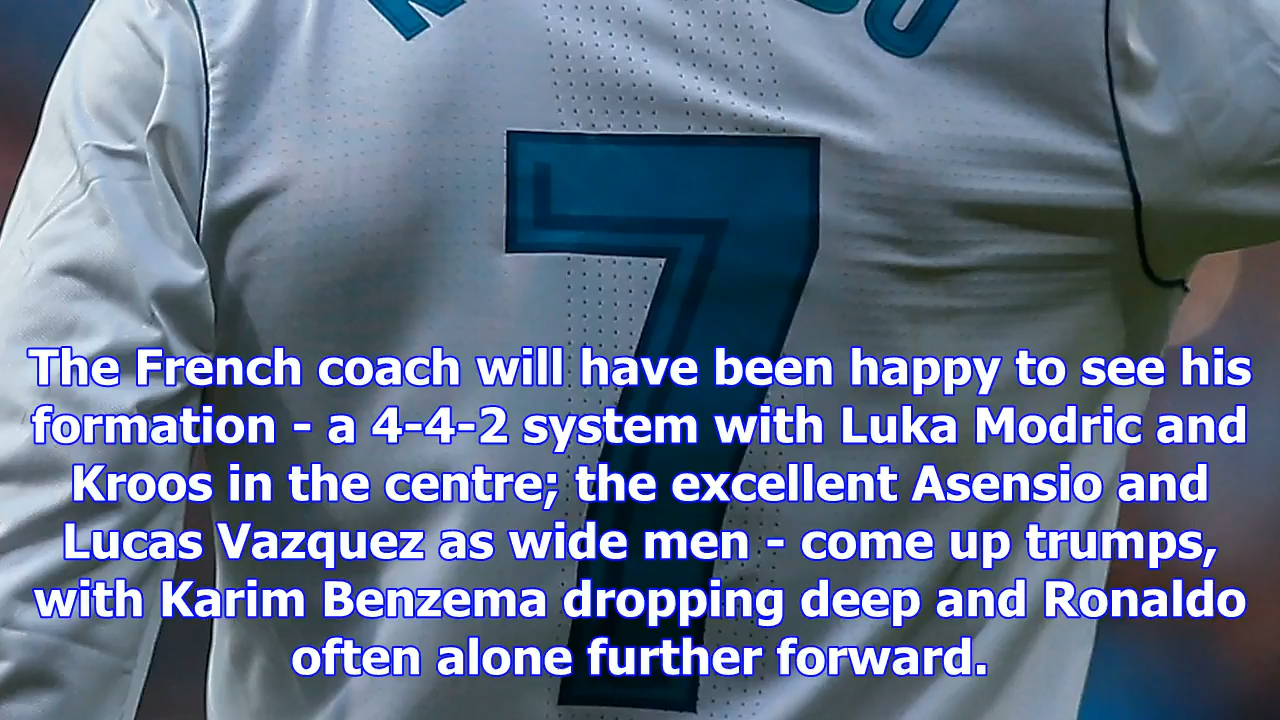 7
The French coach will have been happy to see his
formation - a 4-4-2 system with Luka Modric and
Kroos in the centre; the excellent Asensio and
Lucas Vazquez as wide men - come up trumps,
with Karim Benzema dropping deep and Ronaldo
often alone further forward.